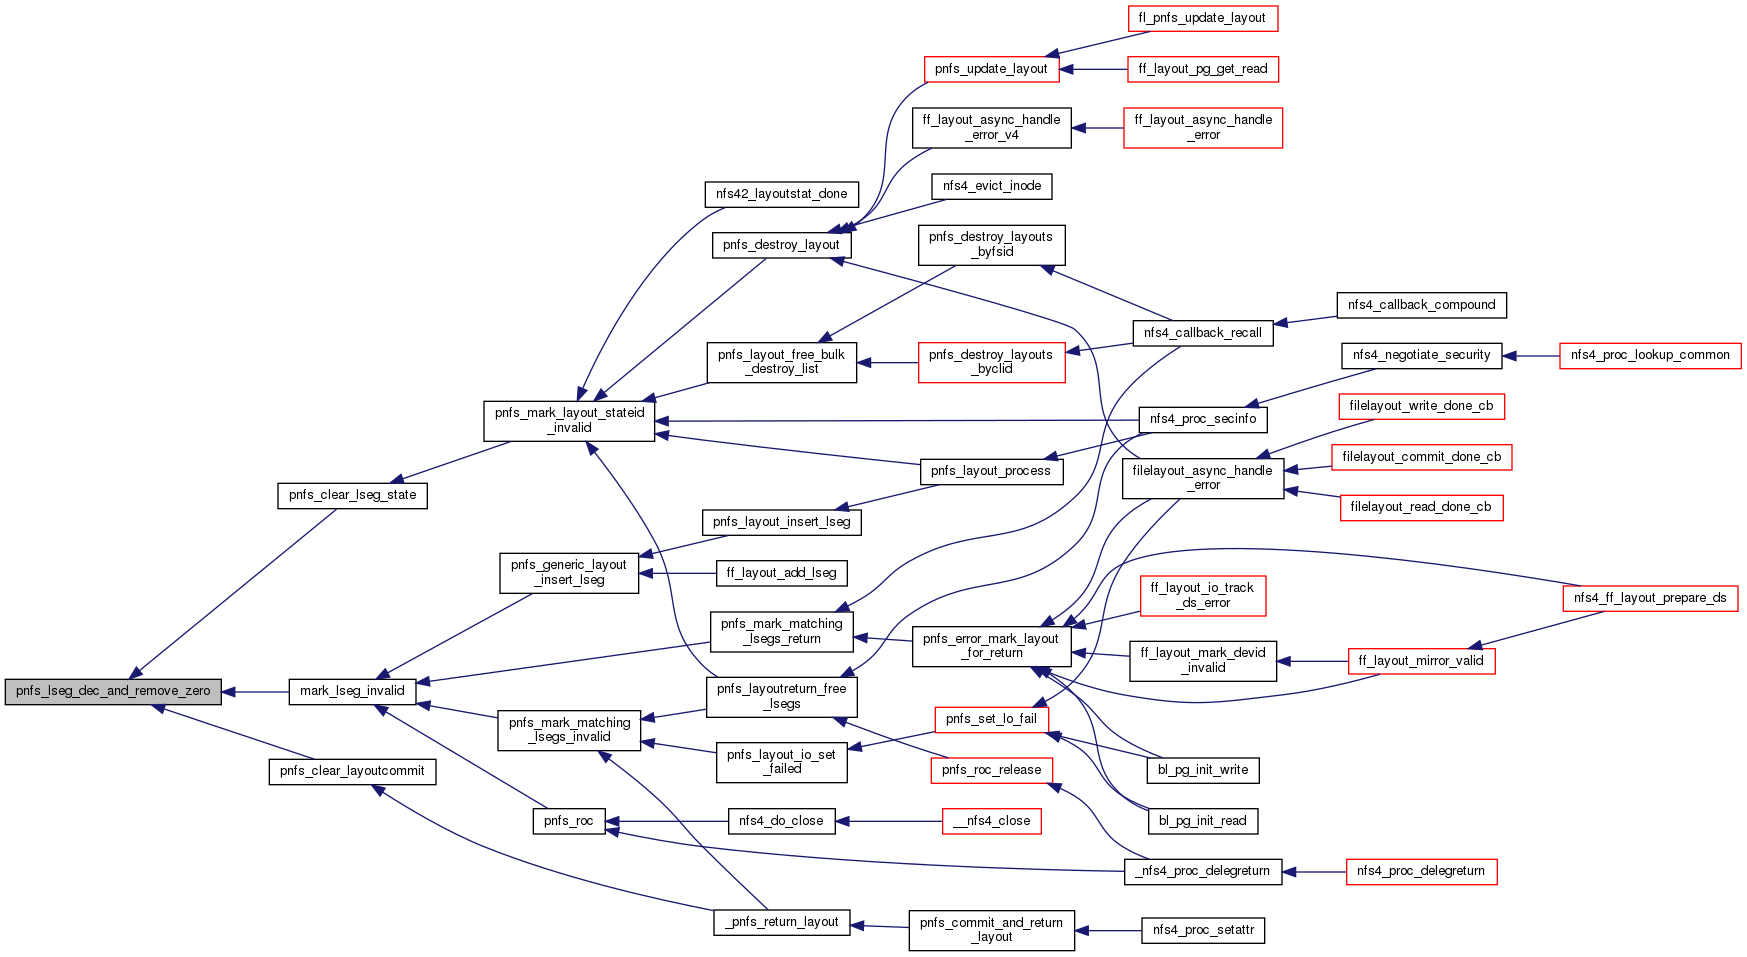 fl_pnfs_update_layout
pnfs_update_layout
ff_layout_pg_get_read
ff_layout_async_handle
_error_v4
ff_layout_async_handle
_error
nfs42_layoutstat_done
nfs4_evict_inode
pnfs_destroy_layout
pnfs_destroy_layouts
_byfsid
nfs4_callback_compound
nfs4_callback_recall
pnfs_layout_free_bulk
_destroy_list
pnfs_destroy_layouts
_byclid
nfs4_negotiate_security
nfs4_proc_lookup_common
pnfs_mark_layout_stateid
_invalid
nfs4_proc_secinfo
filelayout_write_done_cb
pnfs_layout_process
filelayout_async_handle
_error
filelayout_commit_done_cb
pnfs_clear_lseg_state
filelayout_read_done_cb
pnfs_layout_insert_lseg
pnfs_generic_layout
_insert_lseg
ff_layout_add_lseg
ff_layout_io_track
_ds_error
nfs4_ff_layout_prepare_ds
pnfs_mark_matching
_lsegs_return
pnfs_error_mark_layout
_for_return
ff_layout_mark_devid
_invalid
ff_layout_mirror_valid
pnfs_lseg_dec_and_remove_zero
mark_lseg_invalid
pnfs_layoutreturn_free
_lsegs
pnfs_mark_matching
_lsegs_invalid
pnfs_set_lo_fail
pnfs_layout_io_set
_failed
pnfs_clear_layoutcommit
pnfs_roc_release
bl_pg_init_write
pnfs_roc
nfs4_do_close
__nfs4_close
bl_pg_init_read
_nfs4_proc_delegreturn
nfs4_proc_delegreturn
_pnfs_return_layout
pnfs_commit_and_return
_layout
nfs4_proc_setattr